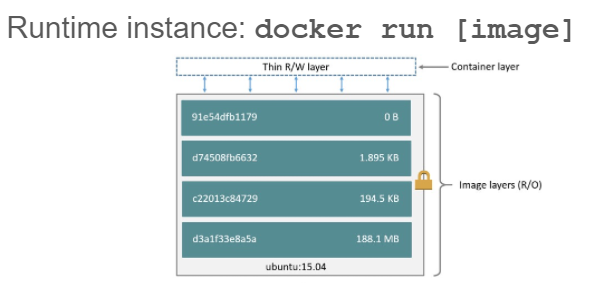 Runtime instance: docker run [image]
Thin R/W layer
Container layer
91e54dfb1179 0 B
d74508fb6632 1.895 KB
c22013c84729 194.5 KB
d3a1f33e8a5a 188.1 MB
Image layers (R/O)
ubuntu:15.04